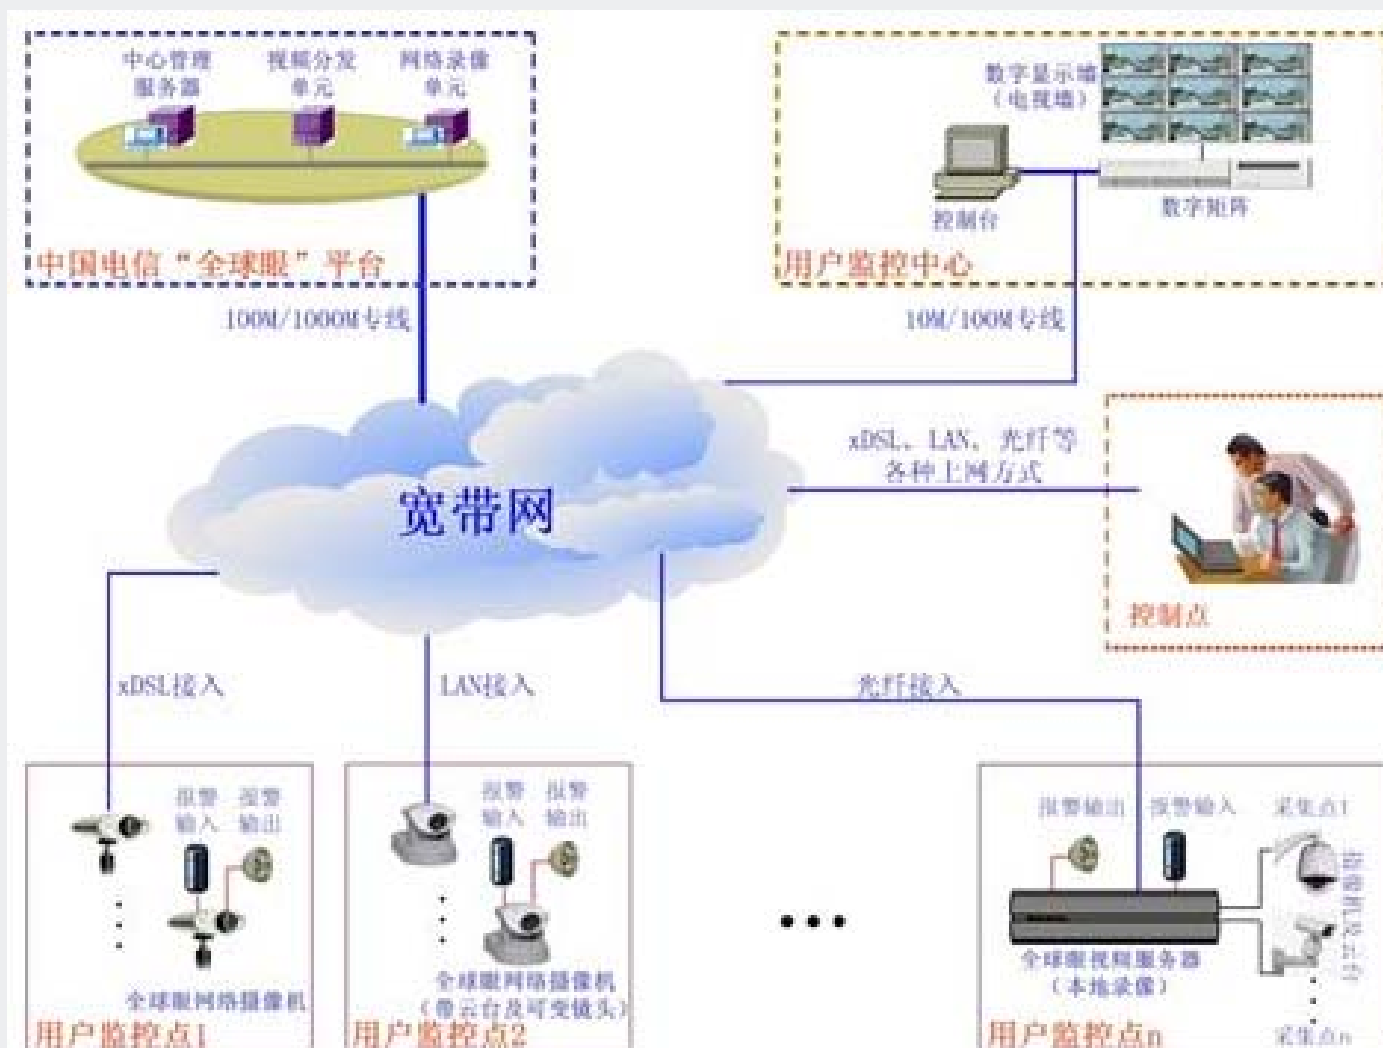 中心管理
服务器
视频分发
单元
网络录像
单元
中国电信“全球眼”平台
数字显示墙
（电视墙）
控制台
数字矩阵
用户监控中心
100M/1000M专线
10M/100M专线
宽带网
xDSL、LAN、光纤等
各种上网方式
控制点
xDSL接入
LAN接入
光纤接入
报警
输入
报警
输出
全球眼网络摄像机
用户监控点1
报警
输入
报警
输出
全球眼网络摄像机
（带云台及可变镜头）
用户监控点2
报警输出
报警输入
采集点1
摄像机及云台
全球眼视频服务器
（本地录像）
采集点n
用户监控点n